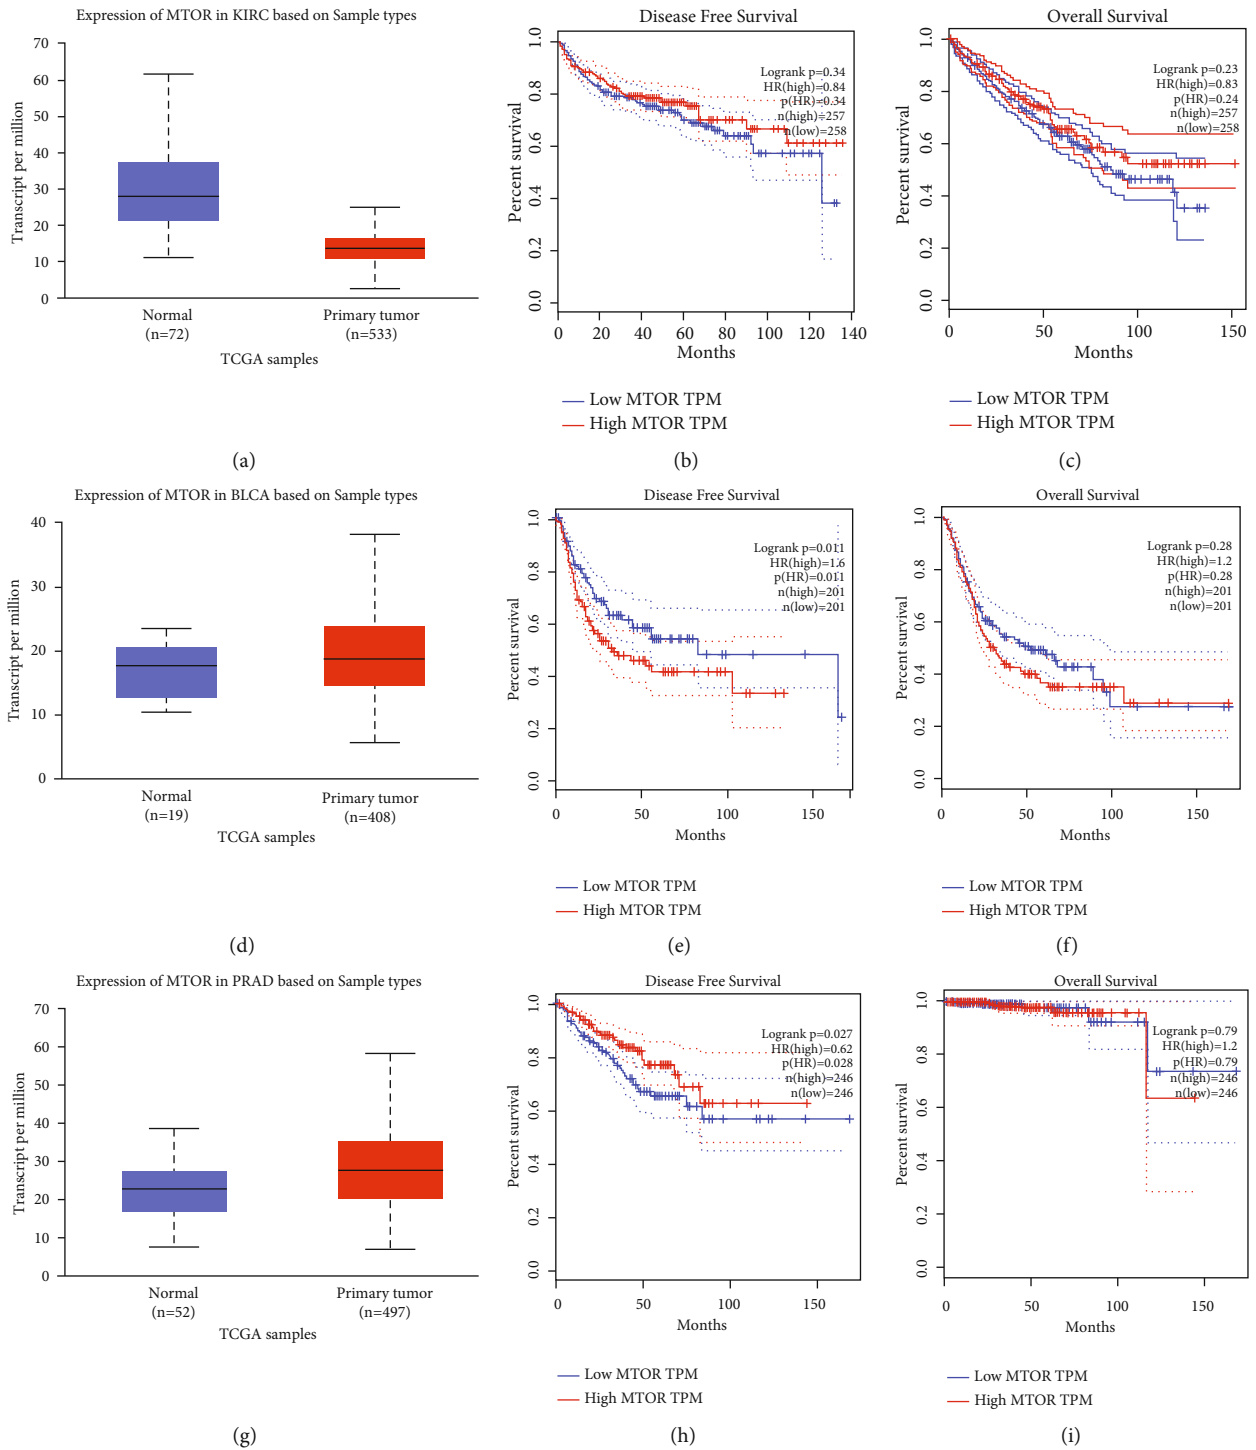 Expression of MTOR in KIRC based on Sample types
Transcript per million
70
60
50
40
30
20
10
0
Normal
(n=72)
Primary tumor
(n=533)
TCGA samples
(a)
Disease Free Survival
Percent survival
1.0
0.8
0.6
0.4
0.2
0.0
Logrank p=0.34
HR(high)=0.84
p(HR)=0.34
n(high)=257
n(low)=258
0 20 40 60 80 100 120 140
Months
Low MTOR TPM
High MTOR TPM
(b)
Overall Survival
Percent survival
1.0
0.8
0.6
0.4
0.2
0.0
Logrank p=0.23
HR(high)=0.83
p(HR)=0.24
n(high)=257
n(low)=258
0 50 100 150
Months
Low MTOR TPM
High MTOR TPM
(c)
Expression of MTOR in BLCA based on Sample types
Transcript per million
40
30
20
10
0
Normal
(n=19)
Primary tumor
(n=408)
TCGA samples
(d)
Disease Free Survival
Percent survival
1.0
0.8
0.6
0.4
0.2
0.0
Logrank p=0.011
HR(high)=1.6
p(HR)=0.011
n(high)=201
n(low)=201
0 50 100 150
Months
Low MTOR TPM
High MTOR TPM
(e)
Overall Survival
Percent survival
1.0
0.8
0.6
0.4
0.2
0.0
Logrank p=0.28
HR(high)=1.2
p(HR)=0.28
n(high)=201
n(low)=201
0 50 100 150
Months
Low MTOR TPM
High MTOR TPM
(f)
Expression of MTOR in PRAD based on Sample types
Transcript per million
70
60
50
40
30
20
10
0
Normal
(n=52)
Primary tumor
(n=497)
TCGA samples
(g)
Disease Free Survival
Percent survival
1.0
0.8
0.6
0.4
0.2
0.0
Logrank p=0.027
HR(high)=0.62
p(HR)=0.028
n(high)=246
n(low)=246
0 50 100 150
Months
Low MTOR TPM
High MTOR TPM
(h)
Overall Survival
Percent survival
1.0
0.8
0.6
0.4
0.2
0.0
Logrank p=0.79
HR(high)=1.2
p(HR)=0.79
n(high)=246
n(low)=246
0 50 100 150
Months
Low MTOR TPM
High MTOR TPM
(i)